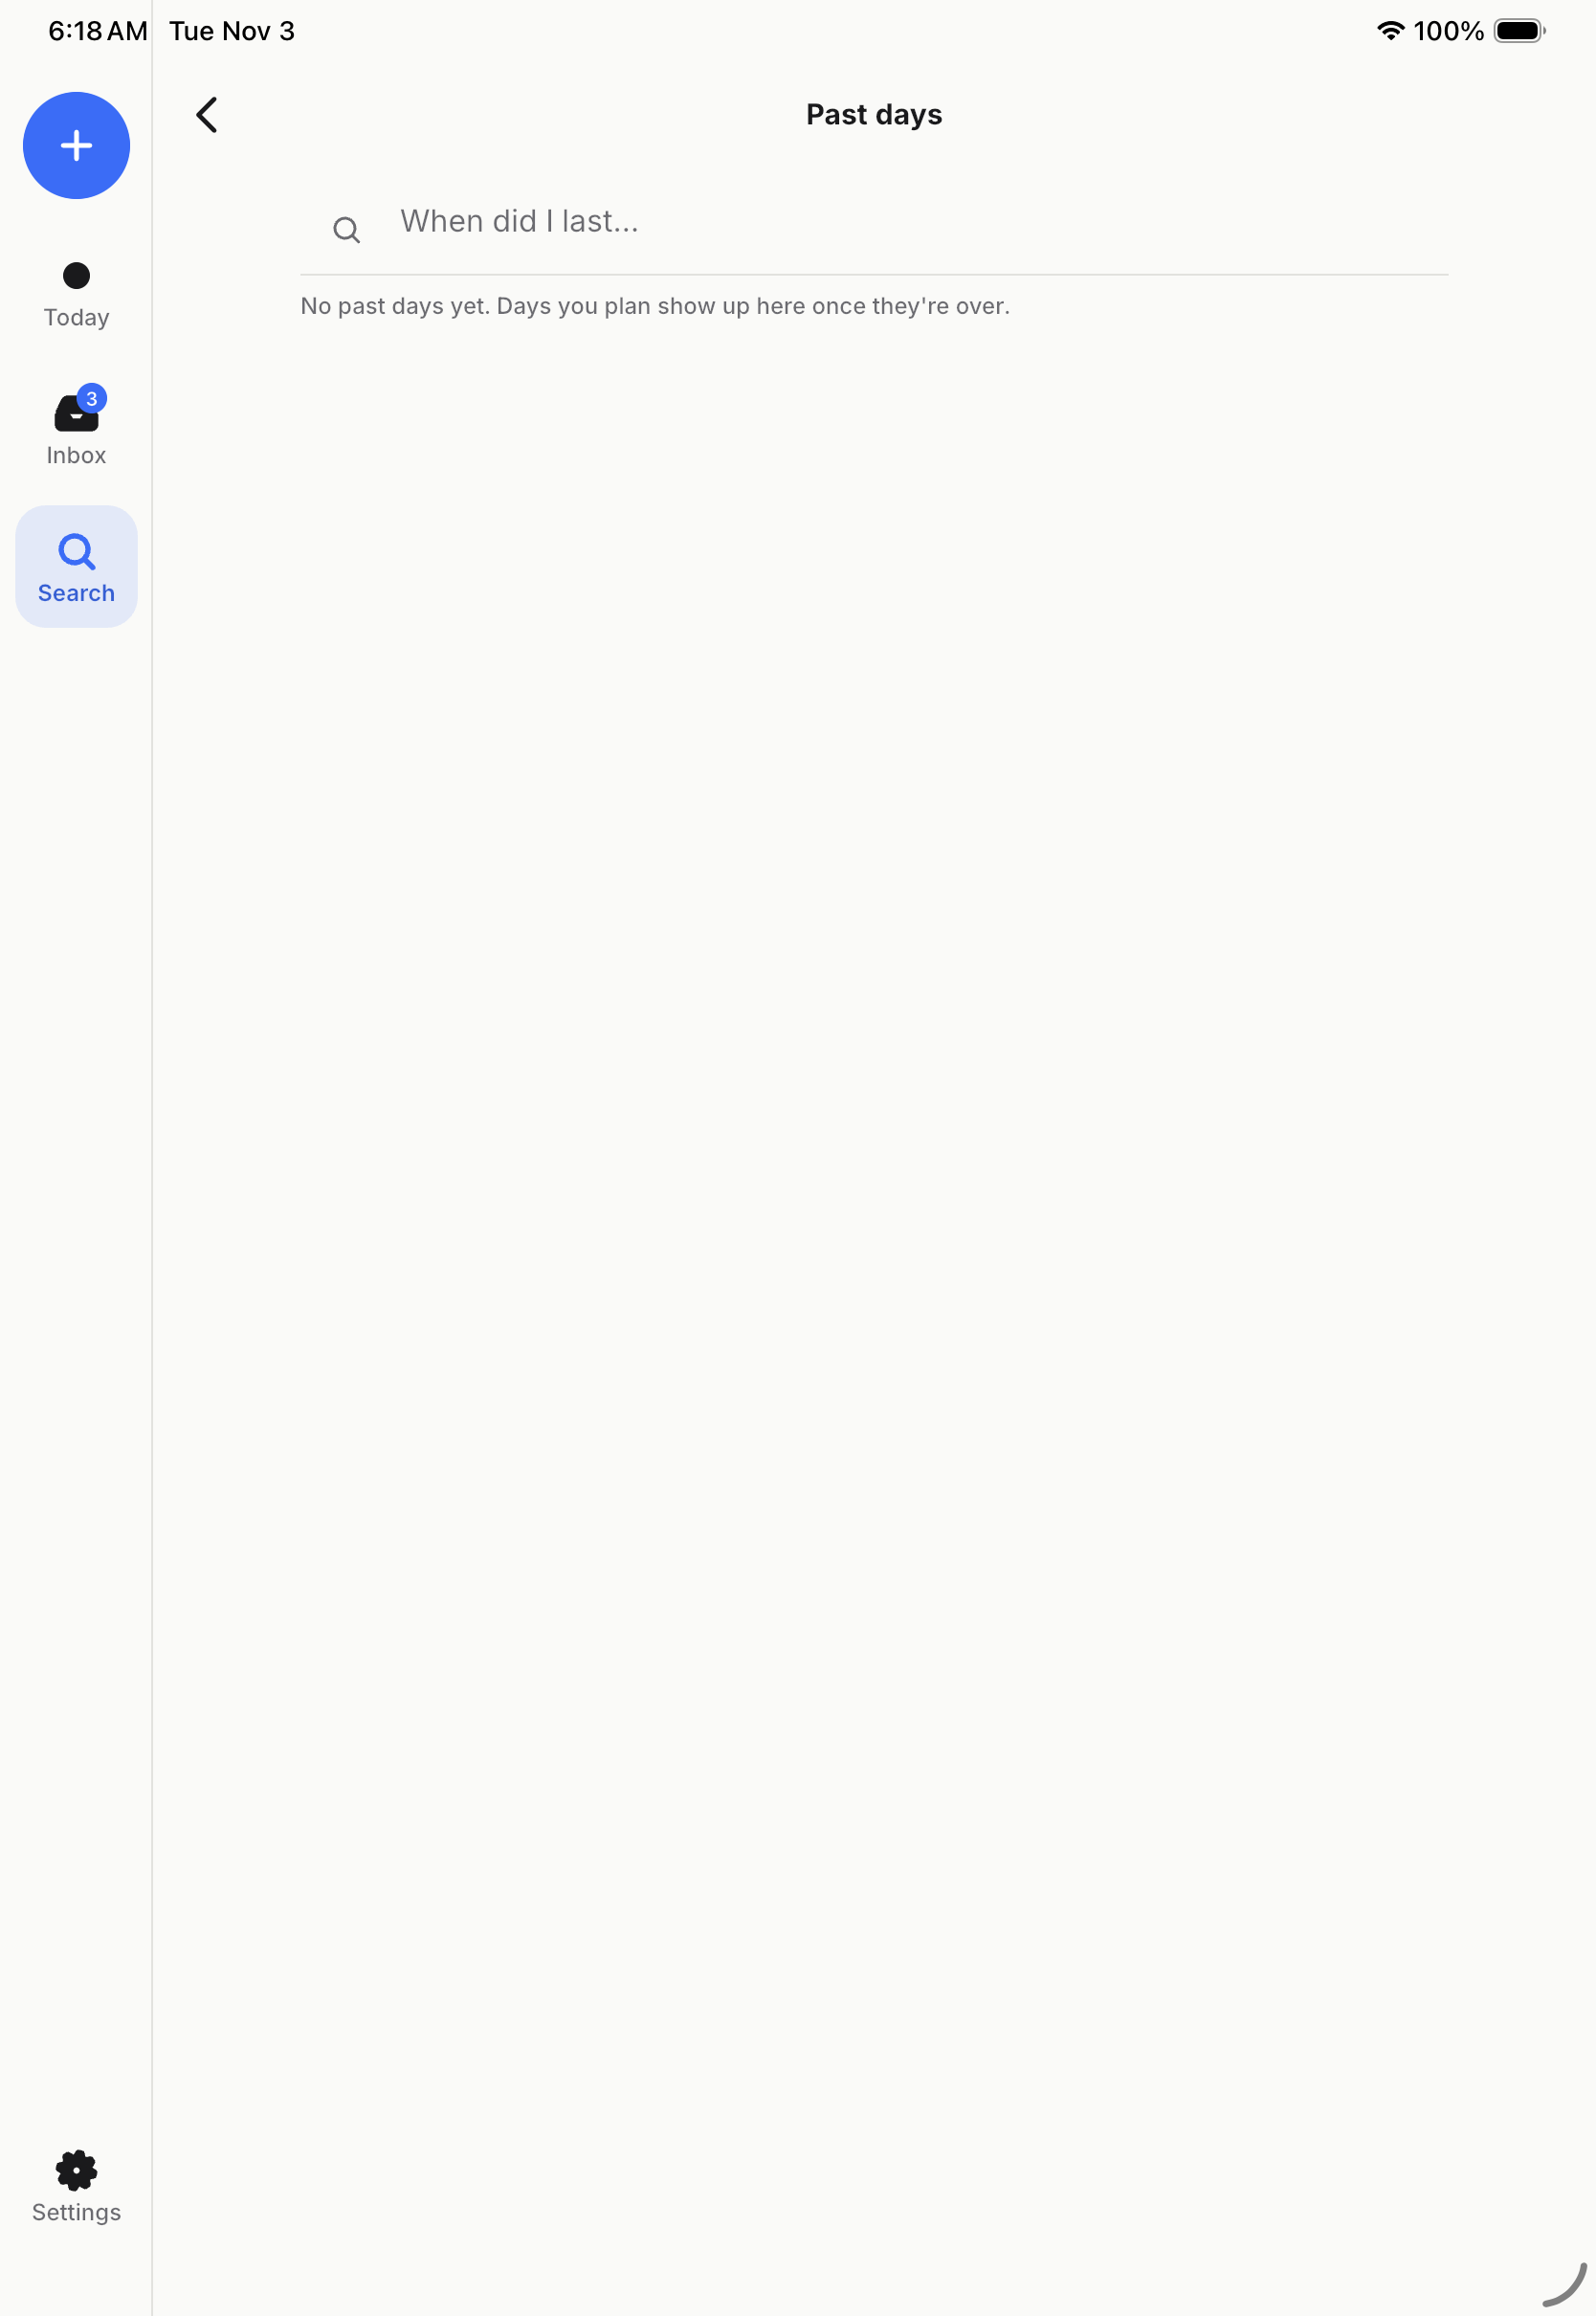 6:18 AM Tue Nov 3
100%
Past days
When did I last...
No past days yet. Days you plan show up here once they're over.
Today
3
Inbox
Search
Settings